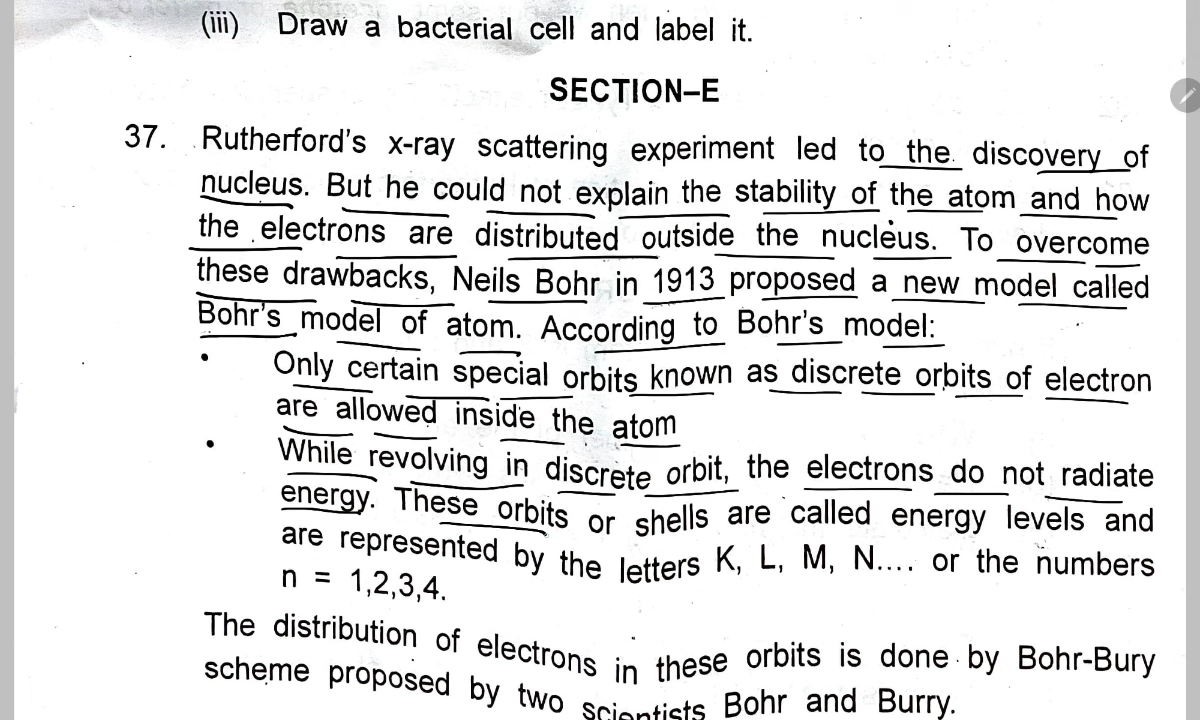 (iii) Draw a bacterial cell and label it.
SECTION–E
37. Rutherford's x-ray scattering experiment led to the discovery of
nucleus. But he could not explain the stability of the atom and how
the electrons are distributed outside the nucleus. To overcome
these drawbacks, Neils Bohr in 1913 proposed a new model called
Bohr's model of atom. According to Bohr's model:
• Only certain special orbits known as discrete orbits of electron
are allowed inside the atom
• While revolving in discrete orbit, the electrons do not radiate
energy. These orbits or shells are called energy levels and
are represented by the letters K, L, M, N.... or the numbers
n = 1,2,3,4.
The distribution of electrons in these orbits is done by Bohr-Bury
scheme proposed by two scientists Bohr and Burry.